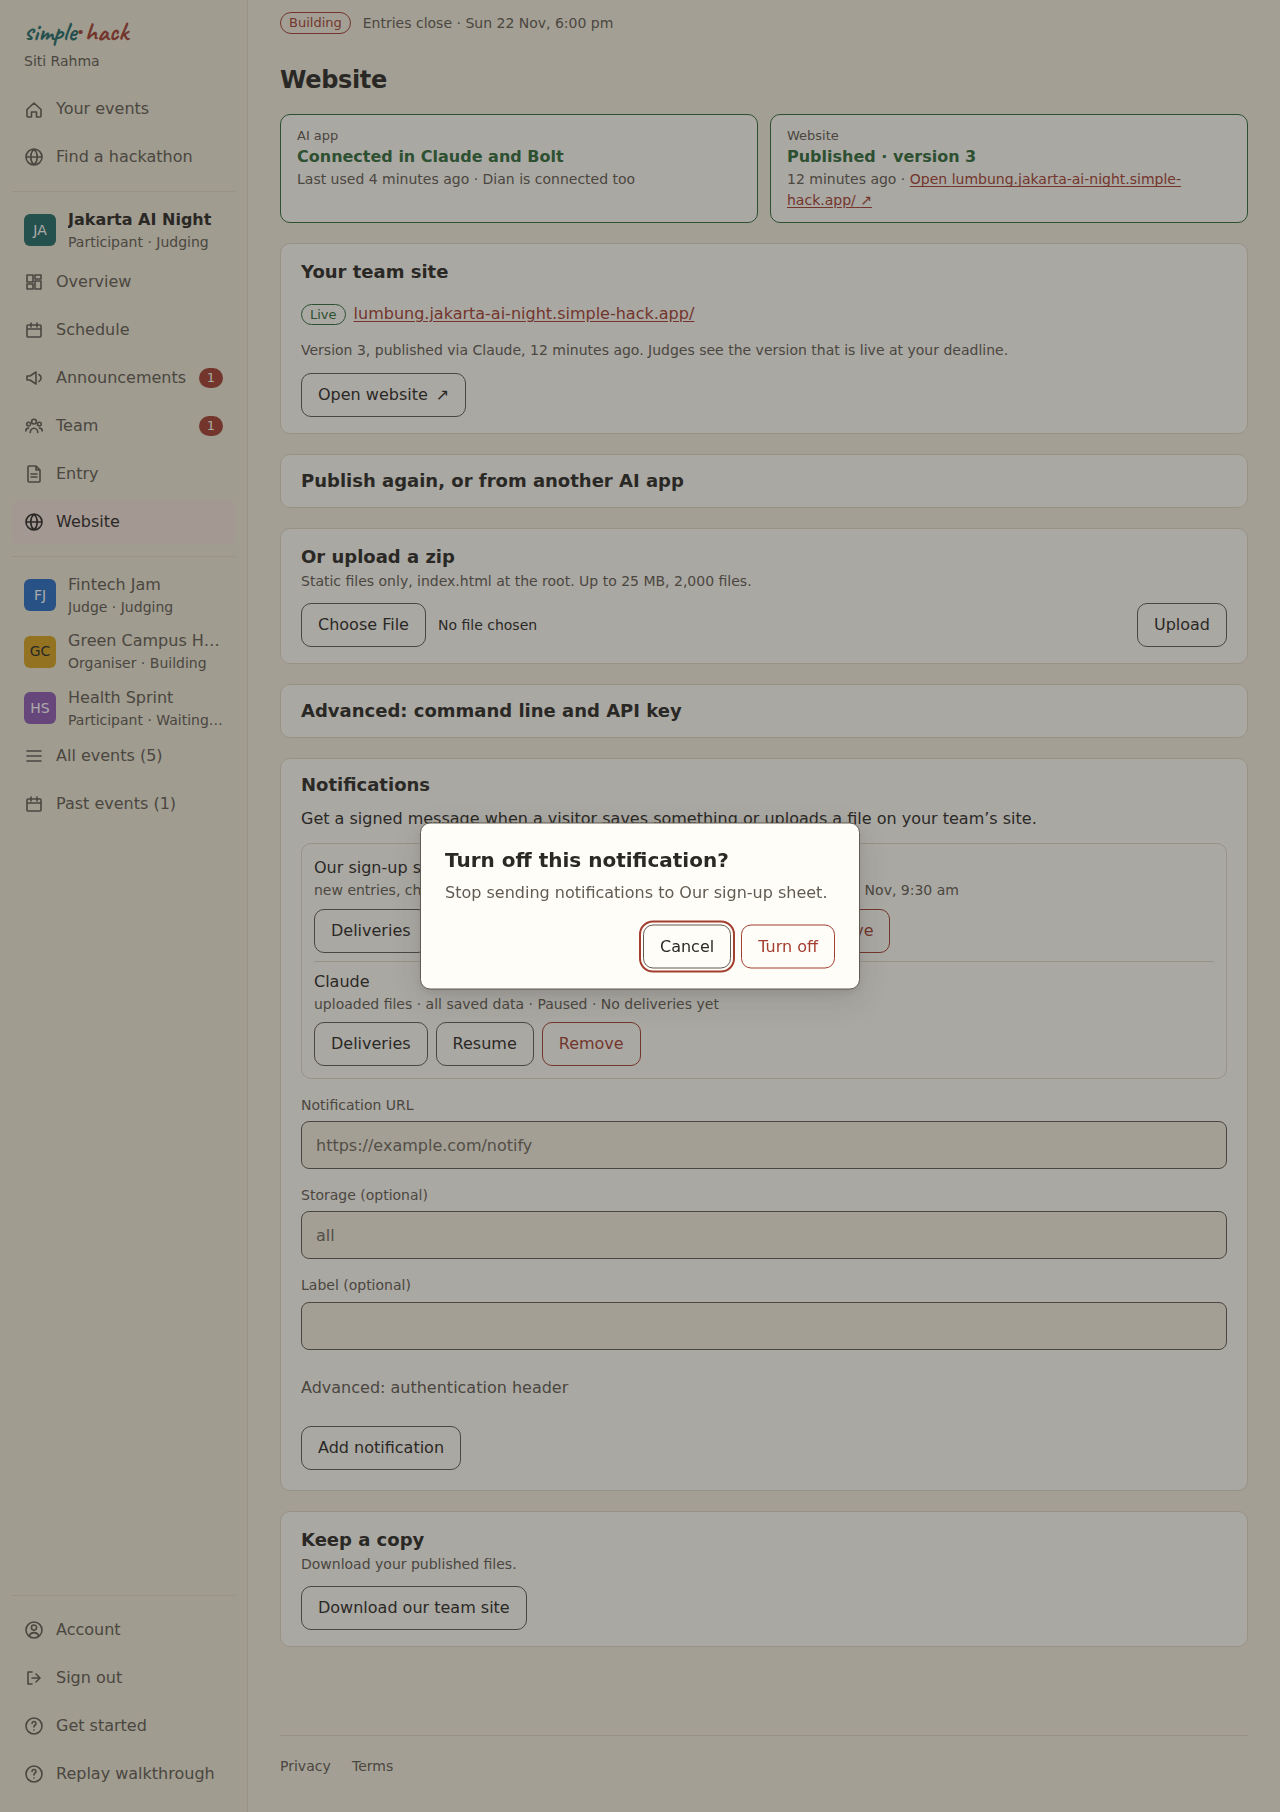 simple·hack
Siti Rahma
Your events
Find a hackathon
JA
Jakarta AI Night
Participant · Judging
Overview
Schedule
Announcements 1
Team 1
Entry
Website
FJ
Fintech Jam
Judge · Judging
GC
Green Campus H…
Organiser · Building
HS
Health Sprint
Participant · Waiting…
All events (5)
Past events (1)
Account
Sign out
Get started
Replay walkthrough
Building Entries close · Sun 22 Nov, 6:00 pm
Website
AI app
Connected in Claude and Bolt
Last used 4 minutes ago · Dian is connected too
Website
Published · version 3
12 minutes ago · Open lumbung.jakarta-ai-night.simple-
hack.app/ ↗
Your team site
Live lumbung.jakarta-ai-night.simple-hack.app/
Version 3, published via Claude, 12 minutes ago. Judges see the version that is live at your deadline.
Open website ↗
Publish again, or from another AI app
Or upload a zip
Static files only, index.html at the root. Up to 25 MB, 2,000 files.
Choose File No file chosen Upload
Advanced: command line and API key
Notifications
Get a signed message when a visitor saves something or uploads a file on your team’s site.
Our sign-up s
new entries, ch
Nov, 9:30 am
Deliveries
ve
Turn off this notification?
Stop sending notifications to Our sign-up sheet.
Cancel Turn off
Claude
uploaded files · all saved data · Paused · No deliveries yet
Deliveries Resume Remove
Notification URL
https://example.com/notify
Storage (optional)
all
Label (optional)
Advanced: authentication header
Add notification
Keep a copy
Download your published files.
Download our team site
Privacy Terms